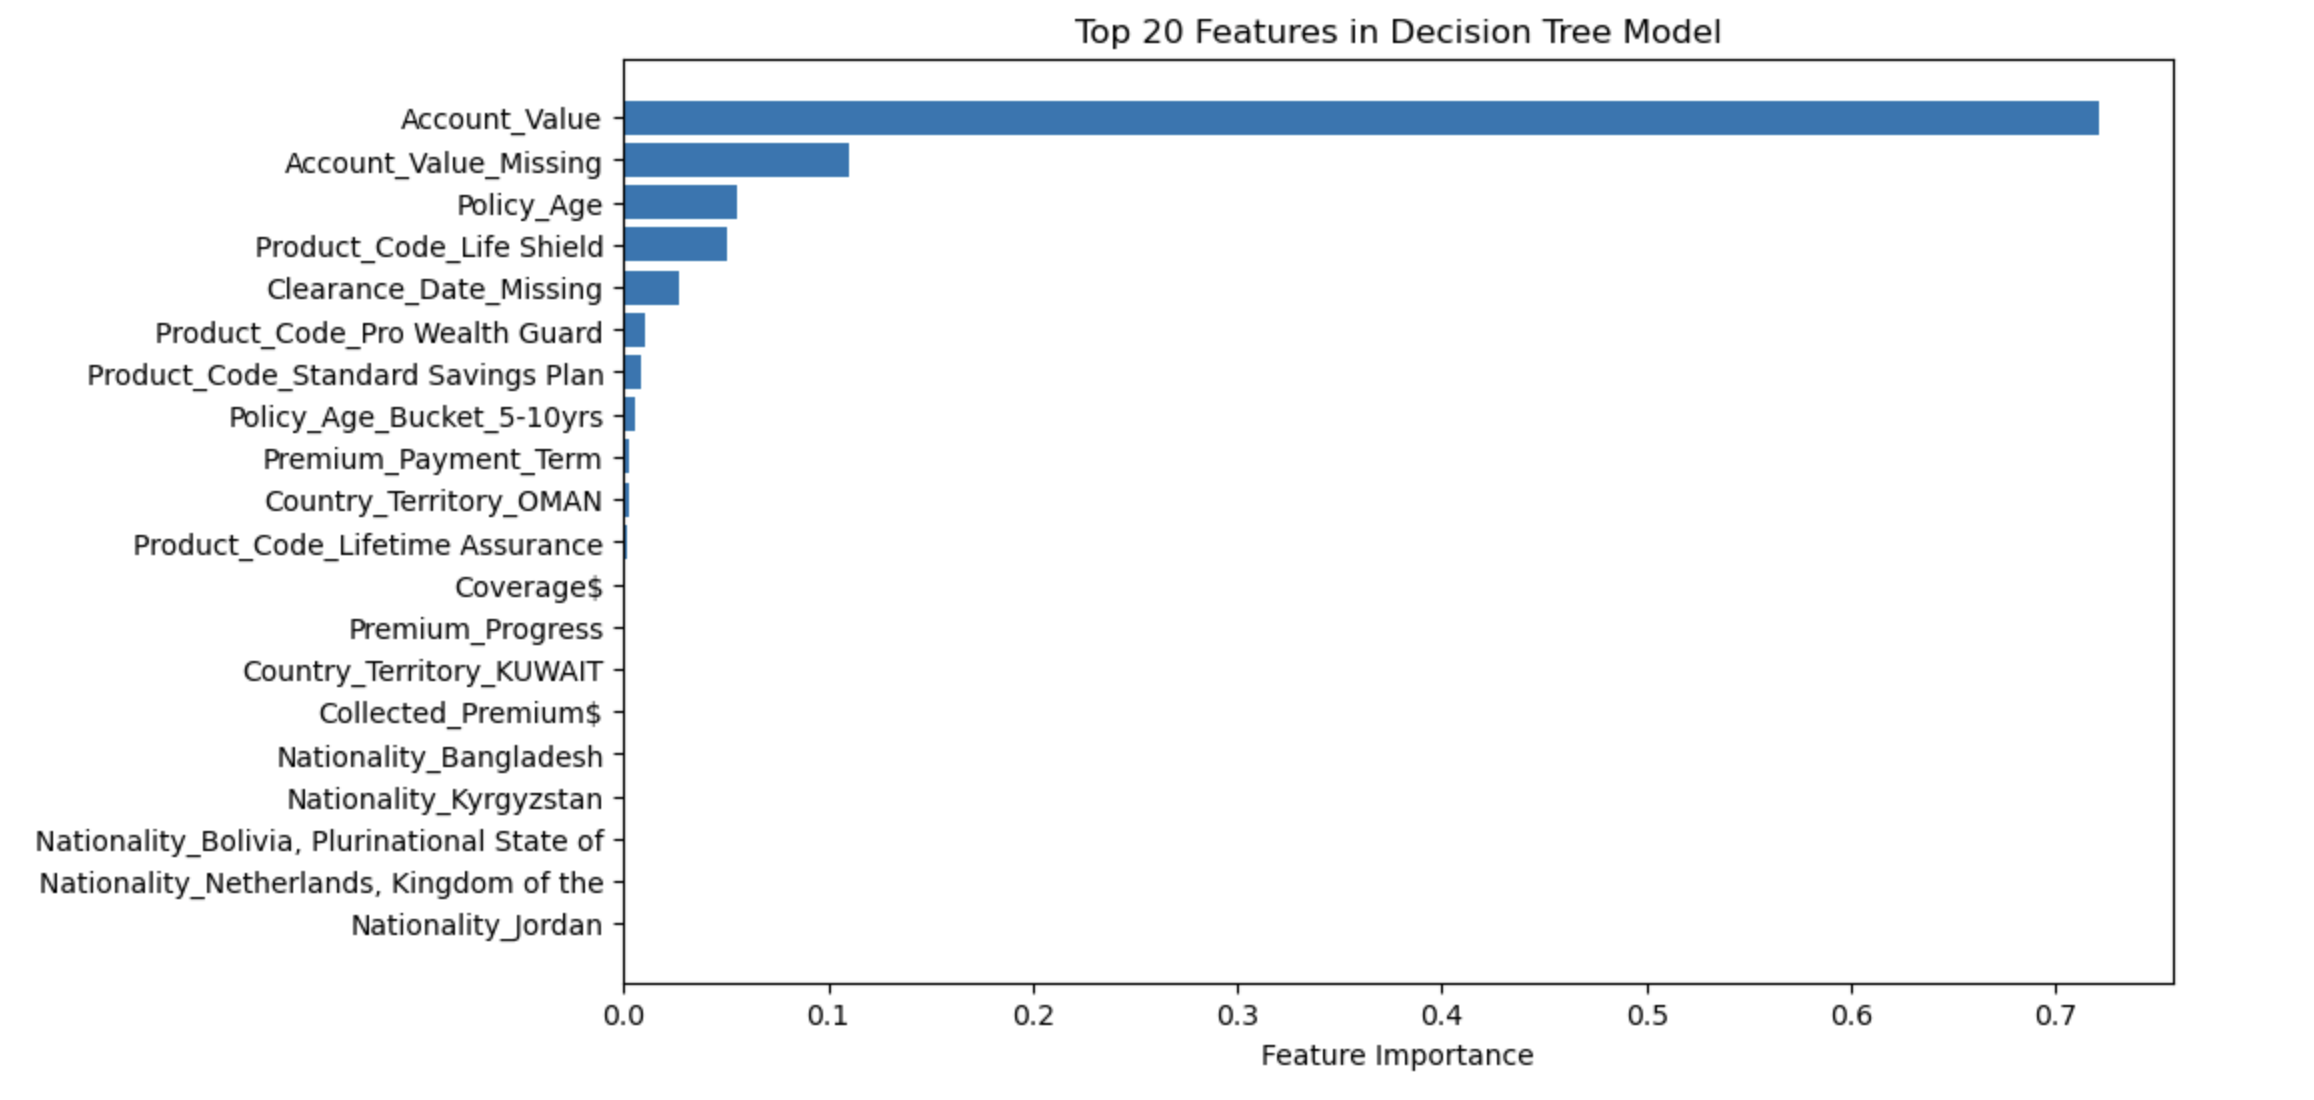 Top 20 Features in Decision Tree Model
Account_Value
Account_Value_Missing
Policy_Age
Product_Code_Life Shield
Clearance_Date_Missing
Product_Code_Pro Wealth Guard
Product_Code_Standard Savings Plan
Policy_Age_Bucket_5-10yrs
Premium_Payment_Term
Country_Territory_OMAN
Product_Code_Lifetime Assurance
Coverage$
Premium_Progress
Country_Territory_KUWAIT
Collected_Premium$
Nationality_Bangladesh
Nationality_Kyrgyzstan
Nationality_Bolivia, Plurinational State of
Nationality_Netherlands, Kingdom of the
Nationality_Jordan
0.0 0.1 0.2 0.3 0.4 0.5 0.6 0.7
Feature Importance